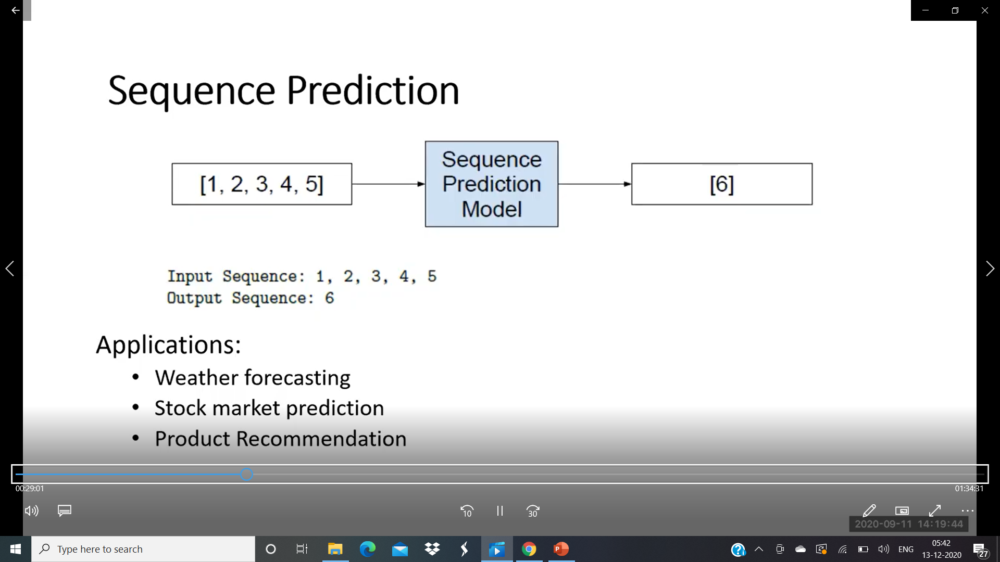 Sequence Prediction
[1, 2, 3, 4, 5]
Sequence
Prediction
Model
[6]
Input Sequence: 1, 2, 3, 4, 5
Output Sequence: 6
Applications:
• Weather forecasting
• Stock market prediction
• Product Recommendation
00:29:01
01:34:31
10
30
2020-09-11 14:19:44
Type here to search
P
ENG
05:42
13-12-2020
27